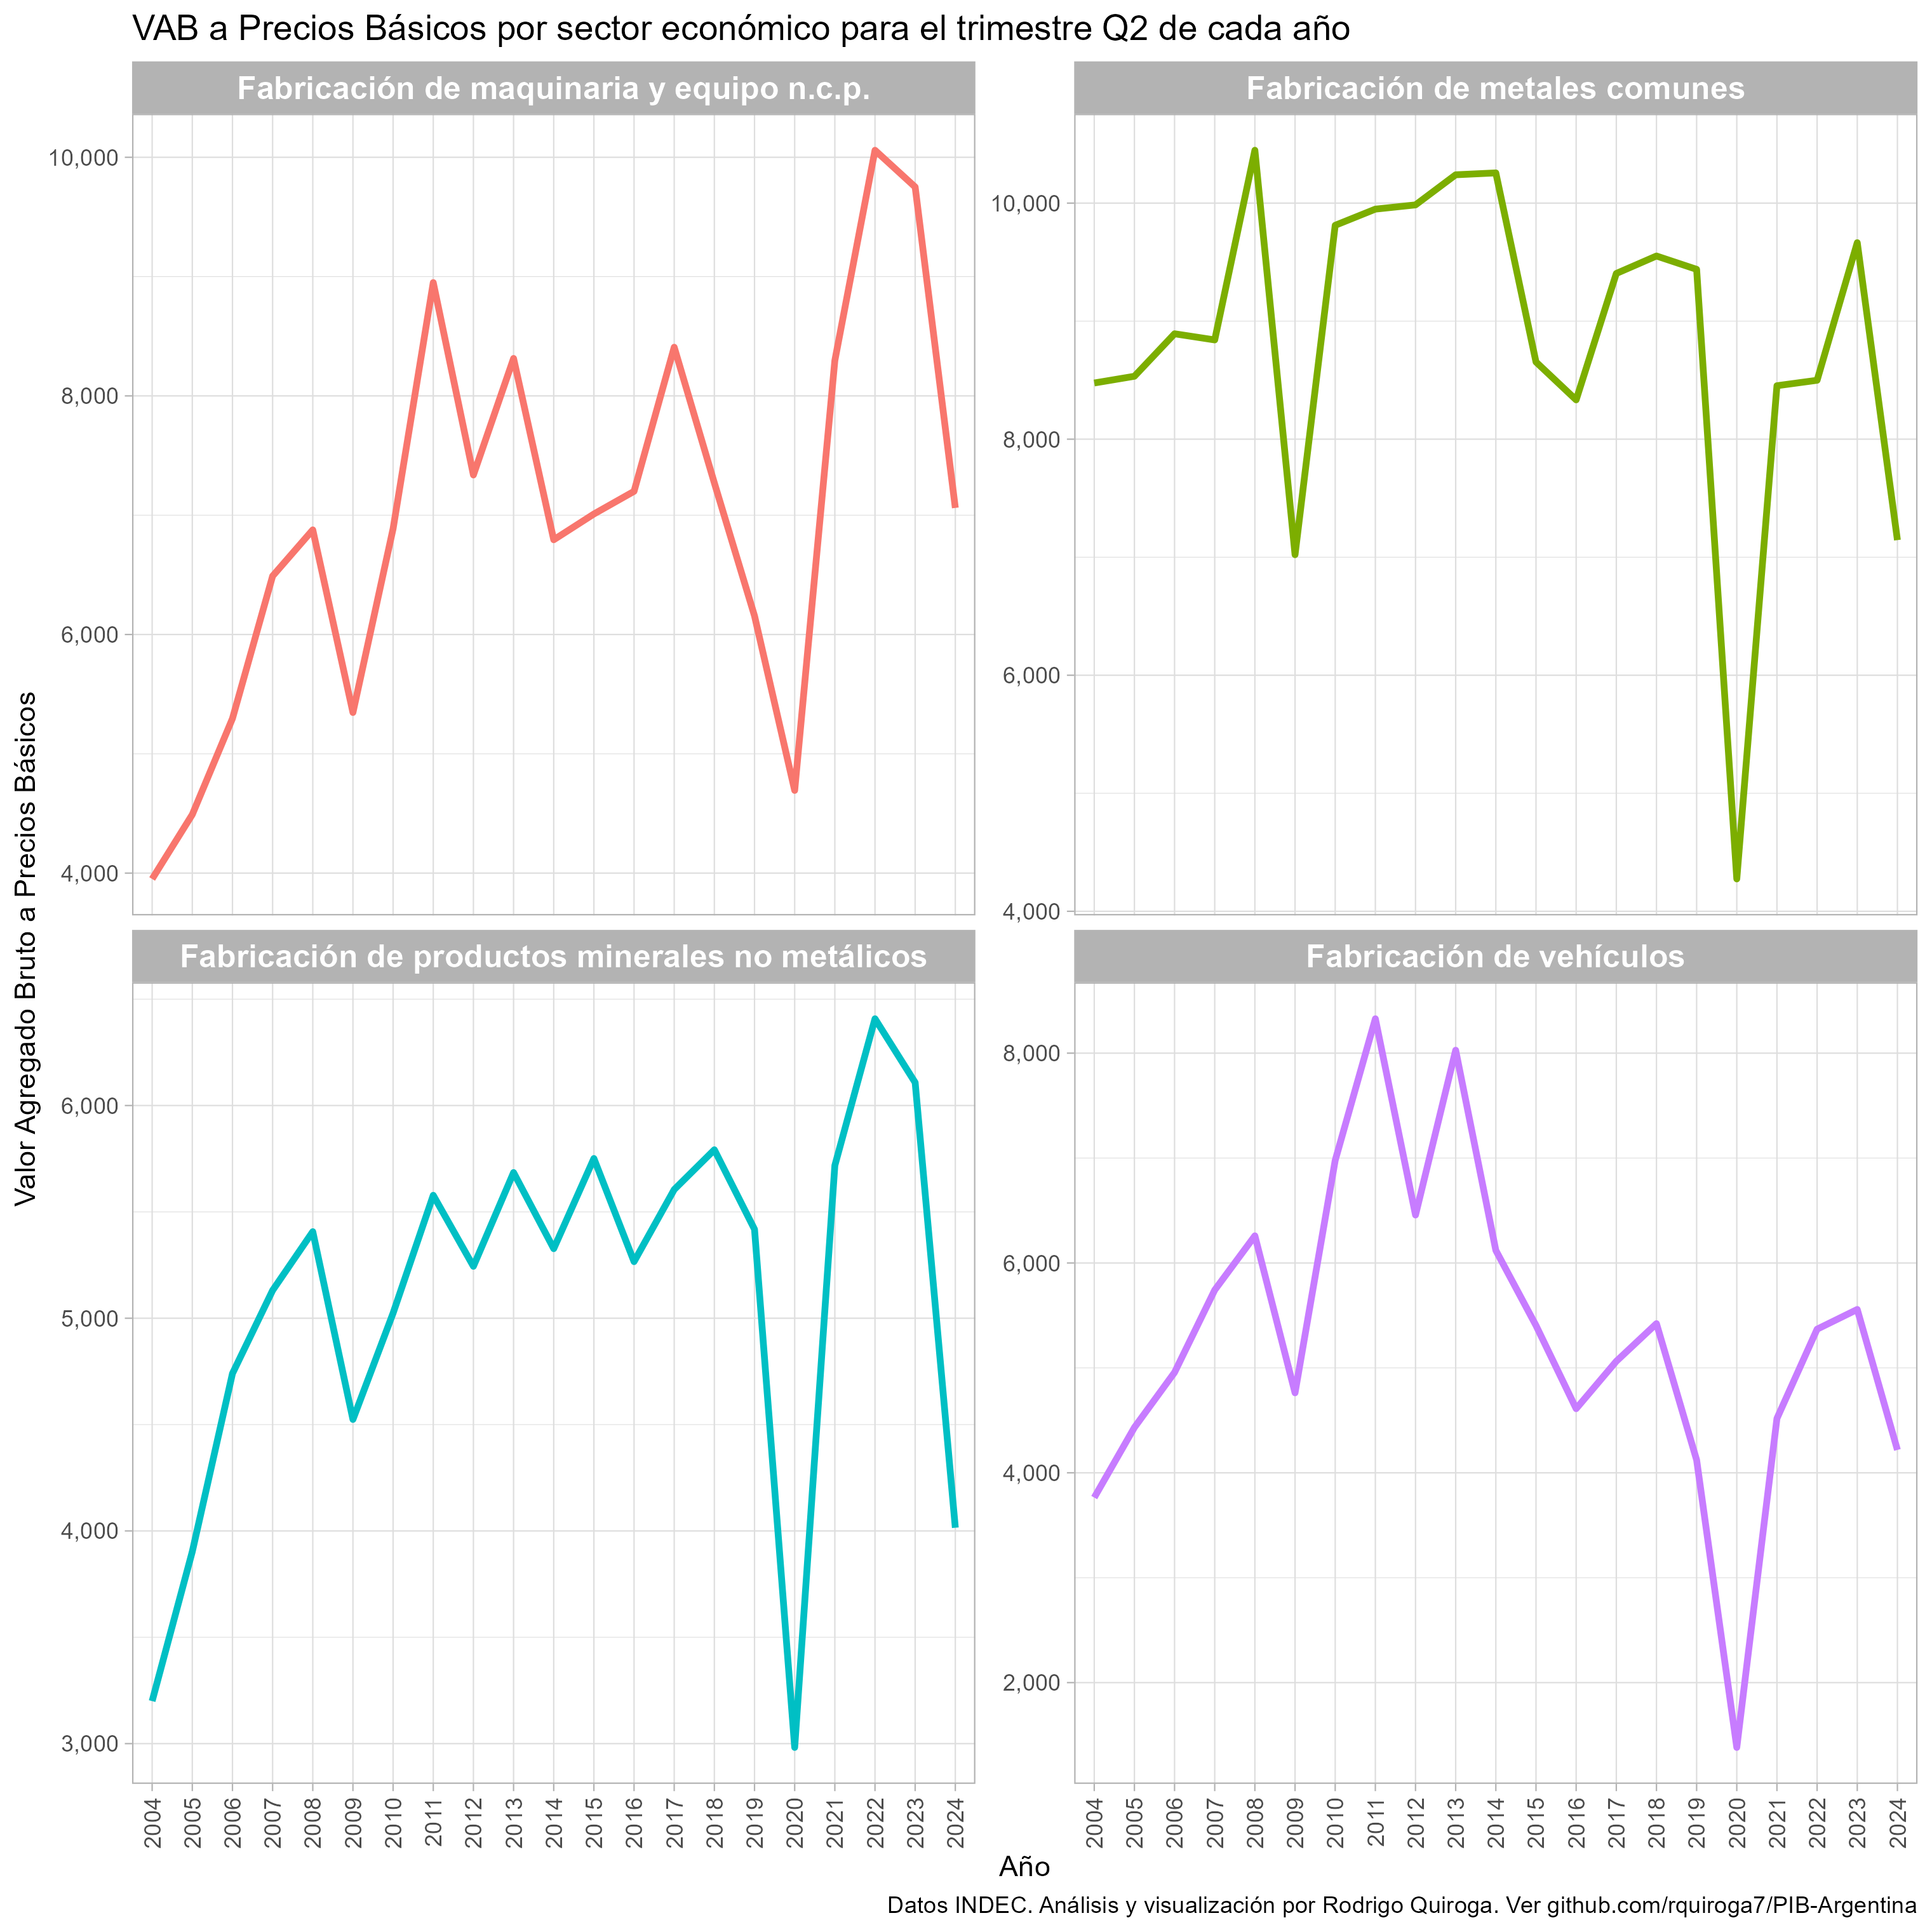 VAB a Precios Básicos por sector económico para el trimestre Q2 de cada año
Fabricación de maquinaria y equipo n.c.p.
10,000
8,000
6,000
4,000
Fabricación de metales comunes
10,000
8,000
6,000
4,000
Valor Agregado Bruto a Precios Básicos
Fabricación de productos minerales no metálicos
6,000
5,000
4,000
3,000
2004 2005 2006 2007 2008 2009 2010 2011 2012 2013 2014 2015 2016 2017 2018 2019 2020 2021 2022 2023 2024
Fabricación de vehículos
8,000
6,000
4,000
2,000
2004 2005 2006 2007 2008 2009 2010 2011 2012 2013 2014 2015 2016 2017 2018 2019 2020 2021 2022 2023 2024
Año
Datos INDEC. Análisis y visualización por Rodrigo Quiroga. Ver github.com/rquiroga7/PIB-Argentina